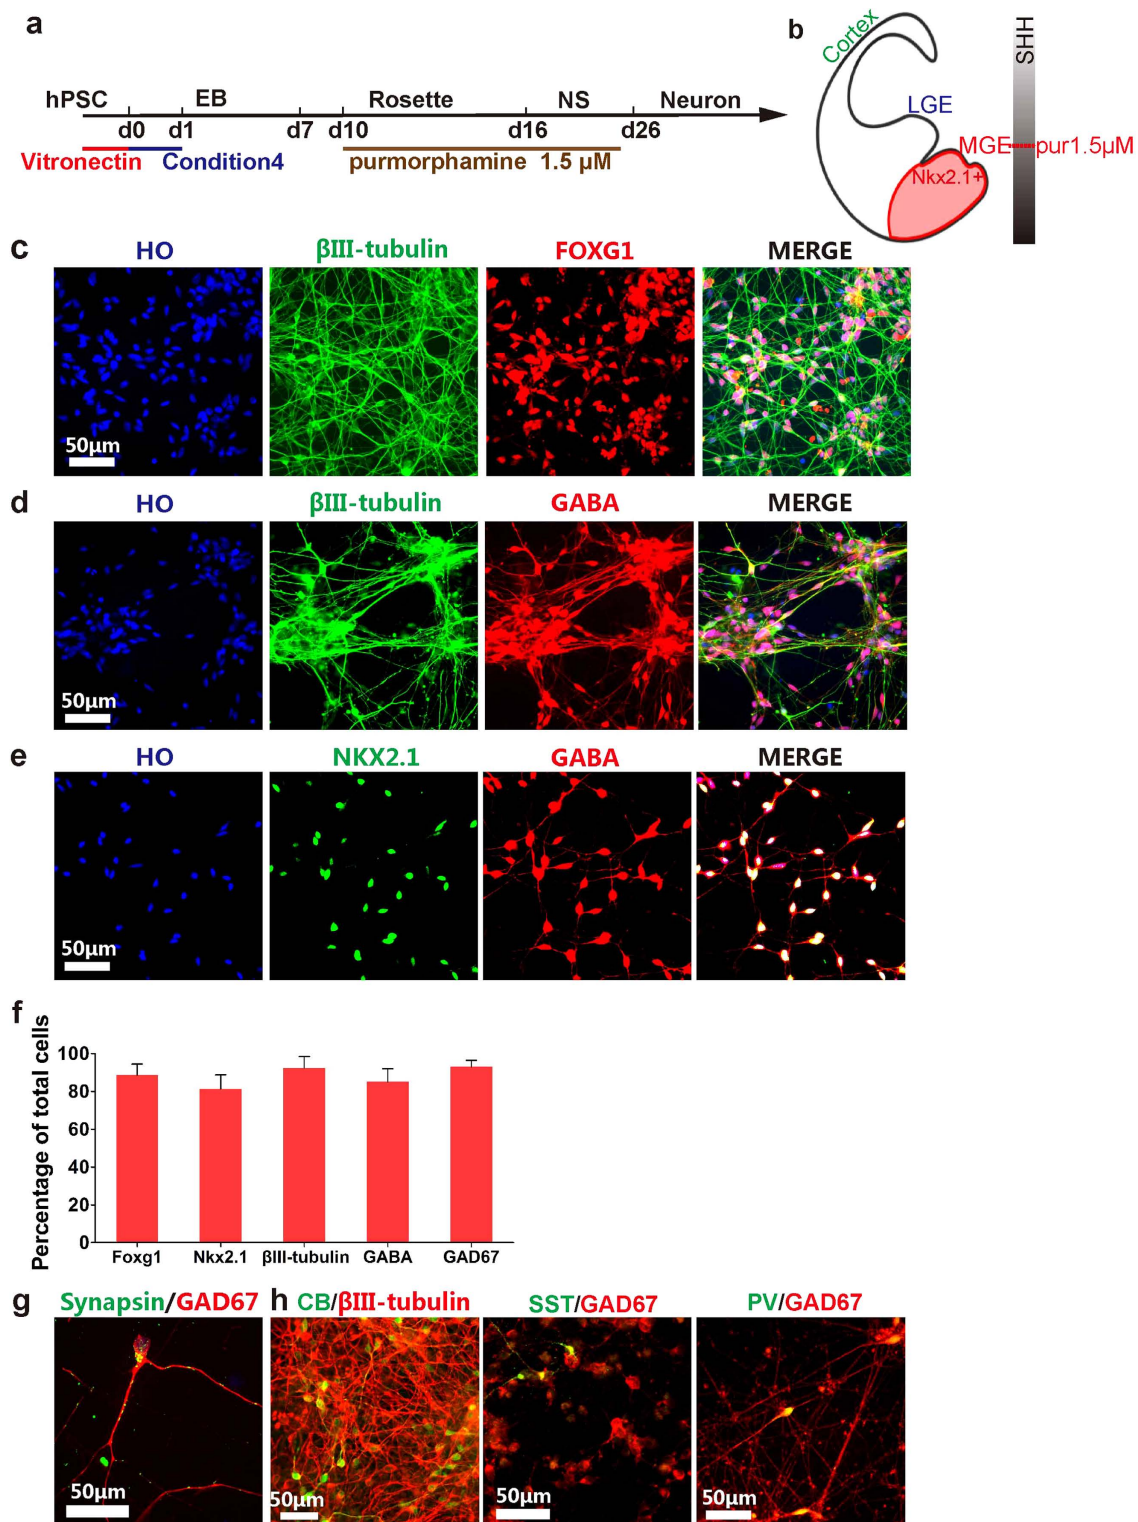 a
hPSC EB Rosette NS Neuron
d0 d1 d7 d10 d16 d26
Vitronectin Condition4 purmorphamine 1.5 μM
b
Cortex
LGE
MGE pur1.5μM
Nkx2.1+
SHH
c
HO βIII-tubulin FOXG1 MERGE
50μm
d
HO βIII-tubulin GABA MERGE
50μm
e
HO NKX2.1 GABA MERGE
50μm
f
Percentage of total cells
100
80
60
40
20
0
Foxg1 Nkx2.1 βIII-tubulin GABA GAD67
g
Synapsin/GAD67
50μm
h
CB/βIII-tubulin SST/GAD67 PV/GAD67
50μm 50μm 50μm